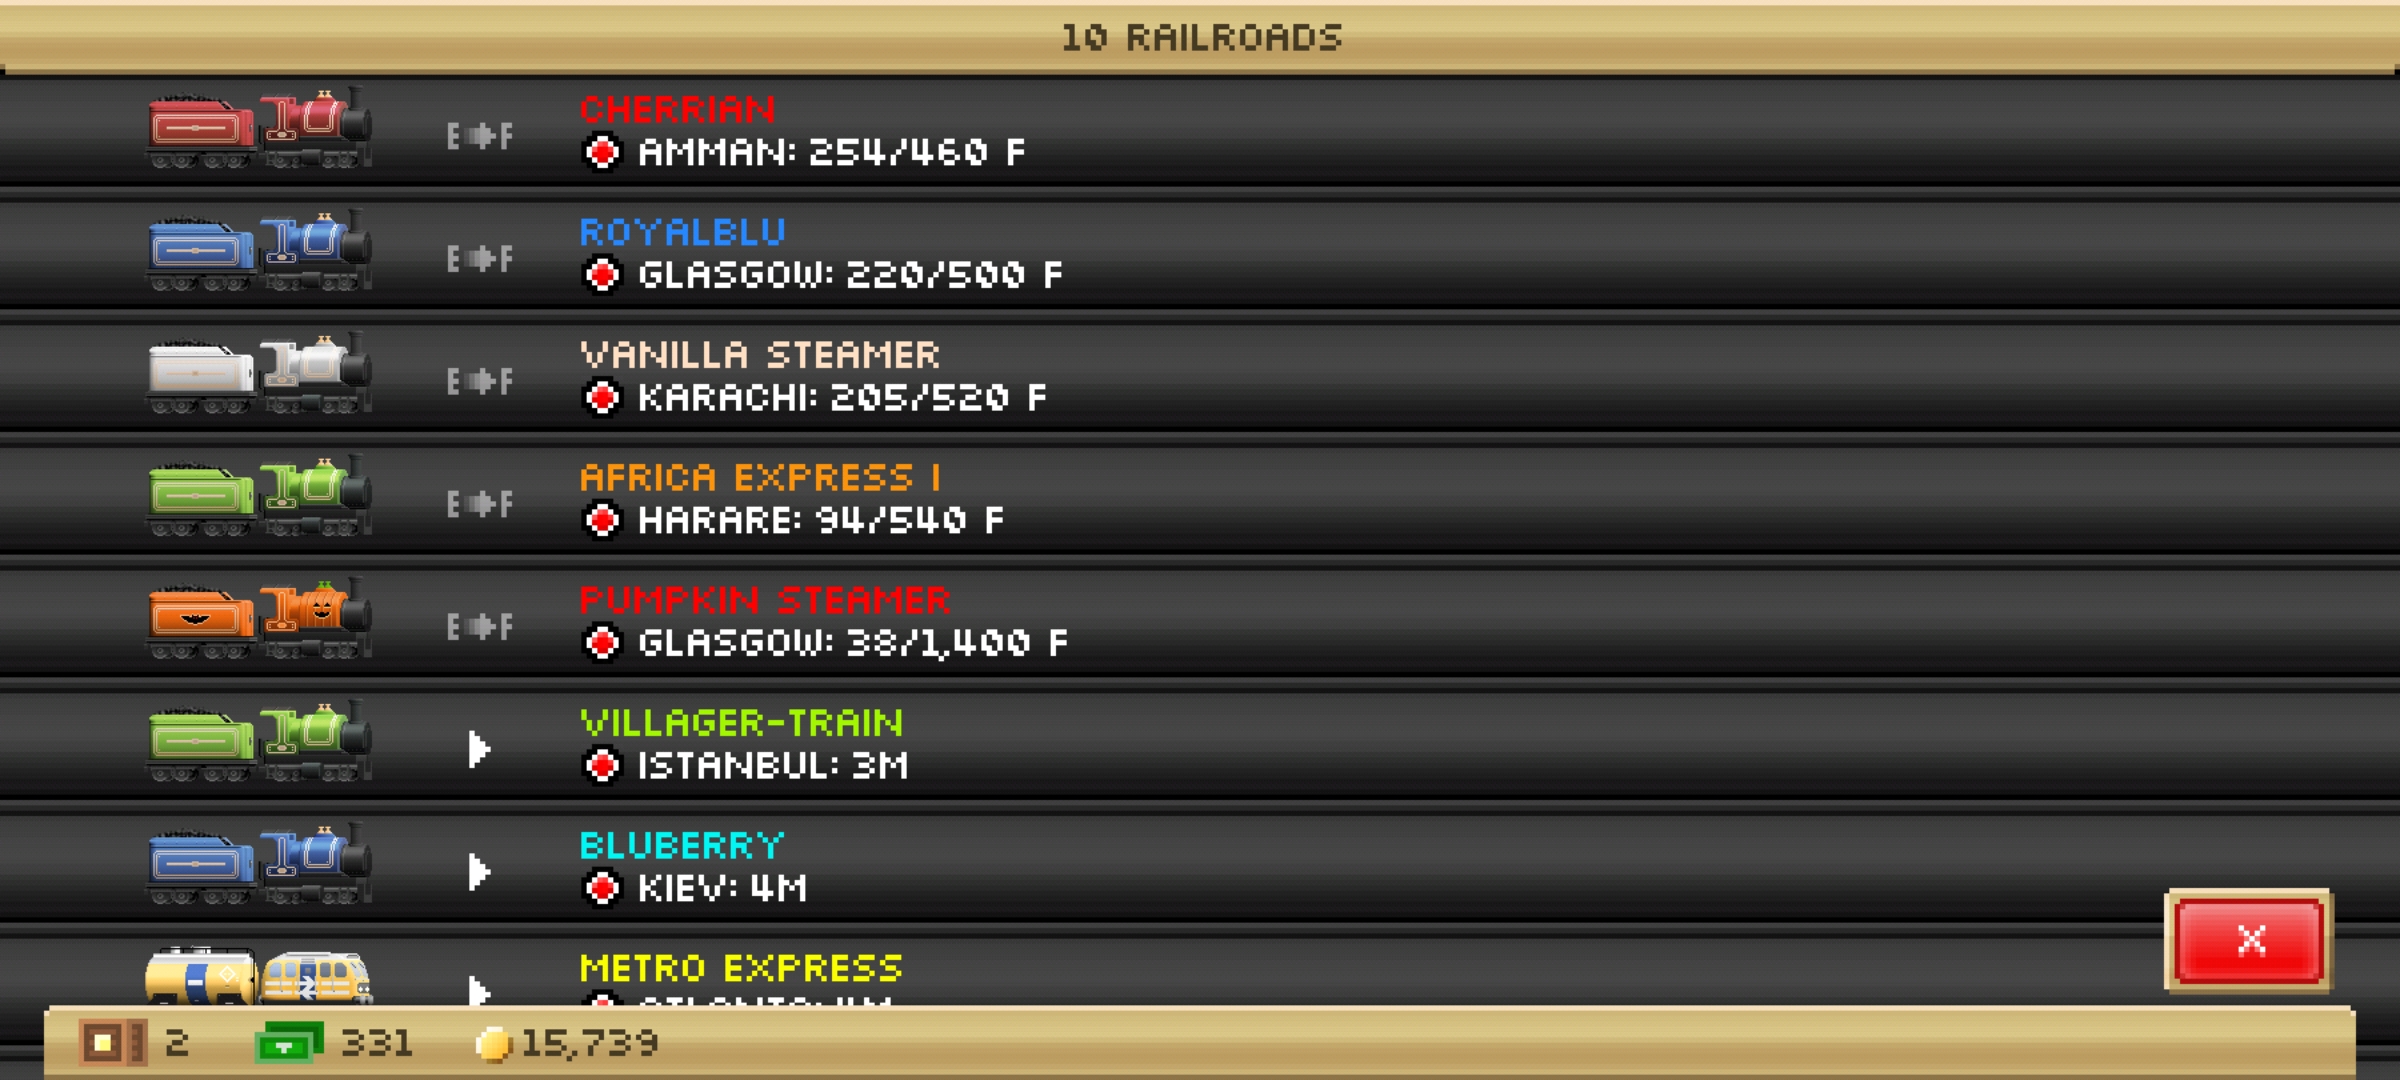 10 RAILROADS
CHERRIAN
E F
AMMAN: 254/460 F
ROYALBLU
E F
GLASGOW: 220/500 F
VANILLA STEAMER
E F
KARACHI: 205/520 F
AFRICA EXPRESS I
E F
HARARE: 94/540 F
PUMPKIN STEAMER
E F
GLASGOW: 38/1,400 F
VILLAGER-TRAIN
ISTANBUL: 3M
BLUBERRY
KIEV: 4M
METRO EXPRESS
X
2 331 15,739